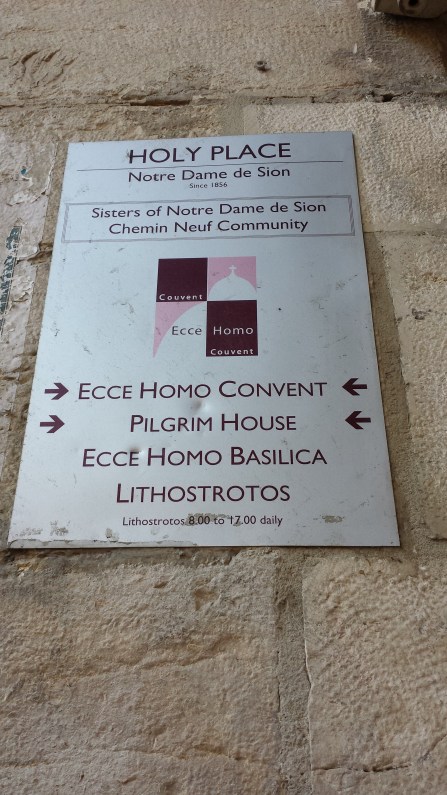 HOLY PLACE
Notre Dame de Sion
Since 1856
Sisters of Notre Dame de Sion
Chemin Neuf Community
Couvent
Ecce Homo
Couvent
ECCE HOMO CONVENT
PILGRIM HOUSE
ECCE HOMO BASILICA
LITHOSTROTOS
Lithostrotos 8.00 to 17.00 daily